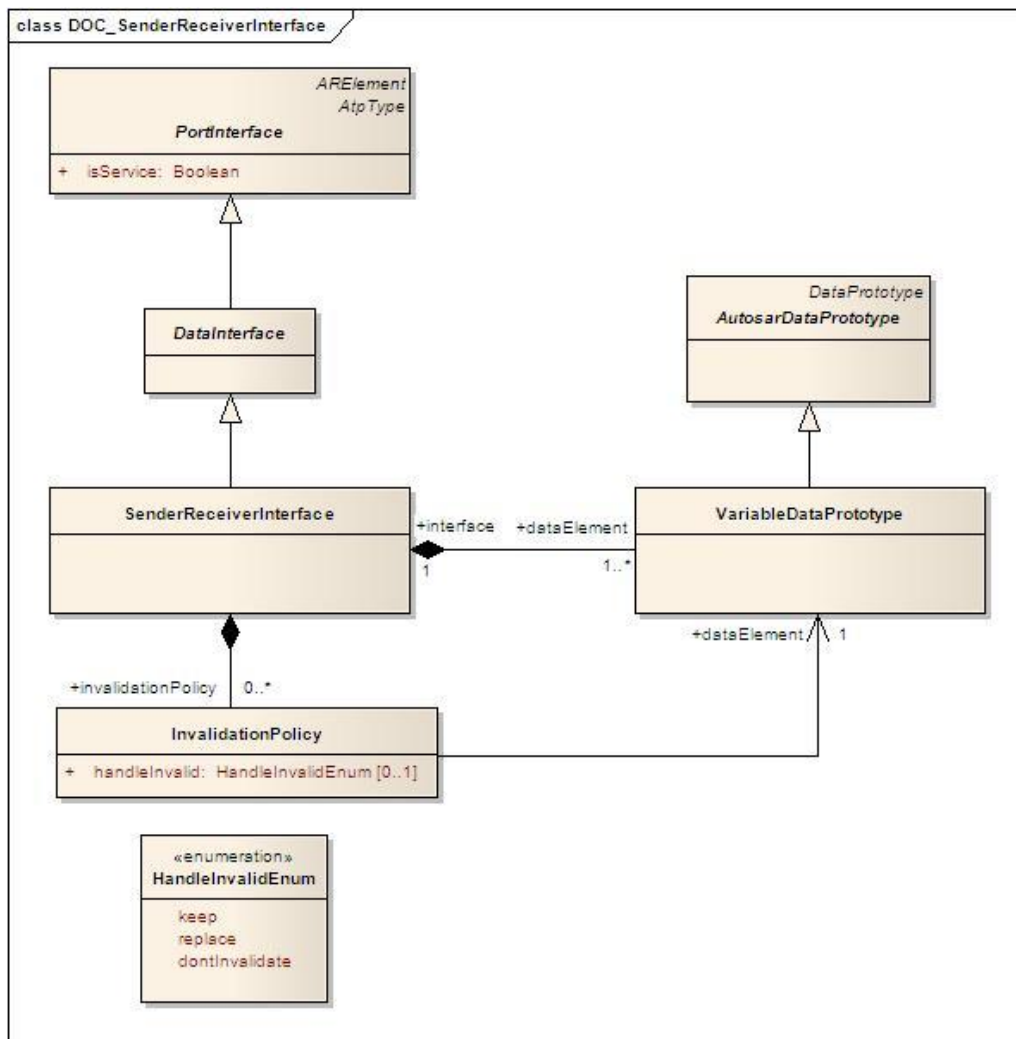 class DOC_SenderReceiverInterface
ARElement
AtpType
PortInterface
+ isService: Boolean
DataInterface
DataPrototype
AutosarDataPrototype
SenderReceiverInterface
+interface
1
+dataElement
1..*
VariableDataPrototype
+dataElement
1
+invalidationPolicy
0..*
InvalidationPolicy
+ handleInvalid: HandleInvalidEnum [0..1]
«enumeration»
HandleInvalidEnum
keep
replace
dontInvalidate